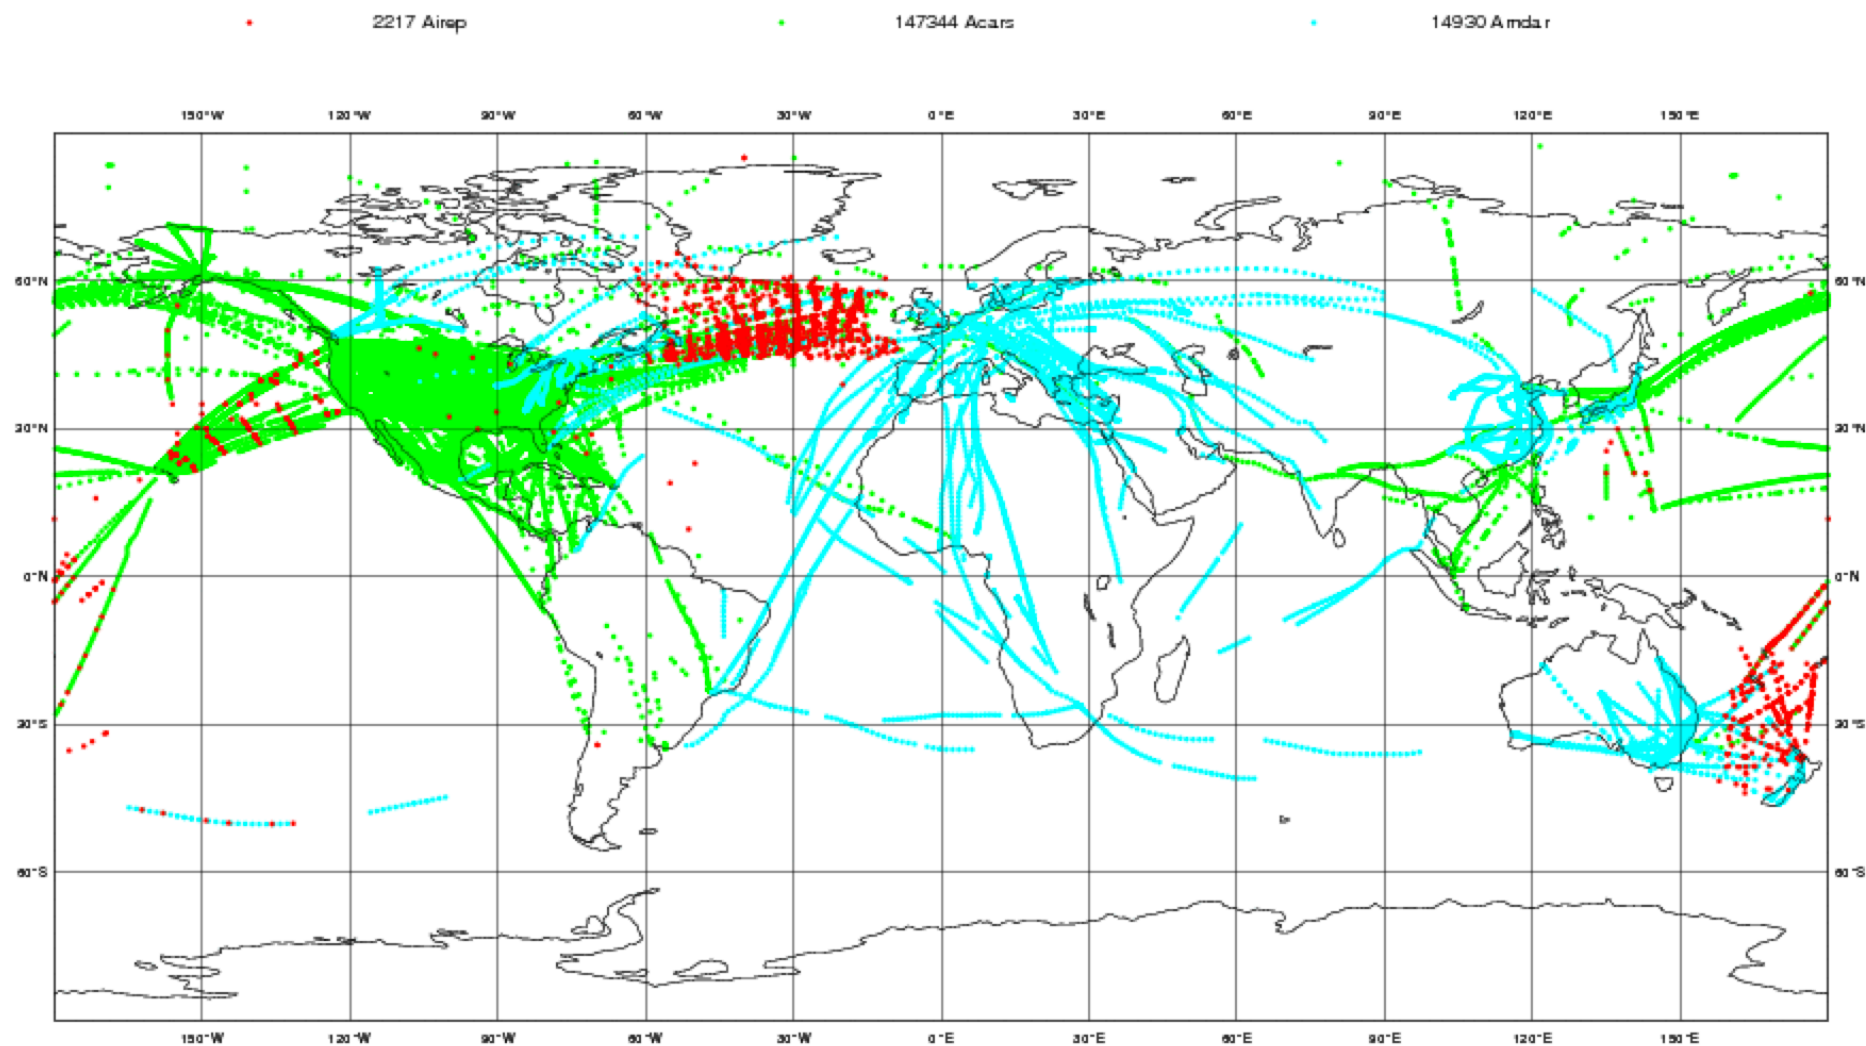 2217 Airep 147344 Acars 14930 Amdar
150°W 120°W 90°W 60°W 30°W 0°E 30°E 60°E 90°E 120°E 150°E
60°N 60°N
30°N 30°N
0°N 0°N
30°S 30°S
60°S 60°S
150°W 120°W 90°W 60°W 30°W 0°E 30°E 60°E 90°E 120°E 150°E